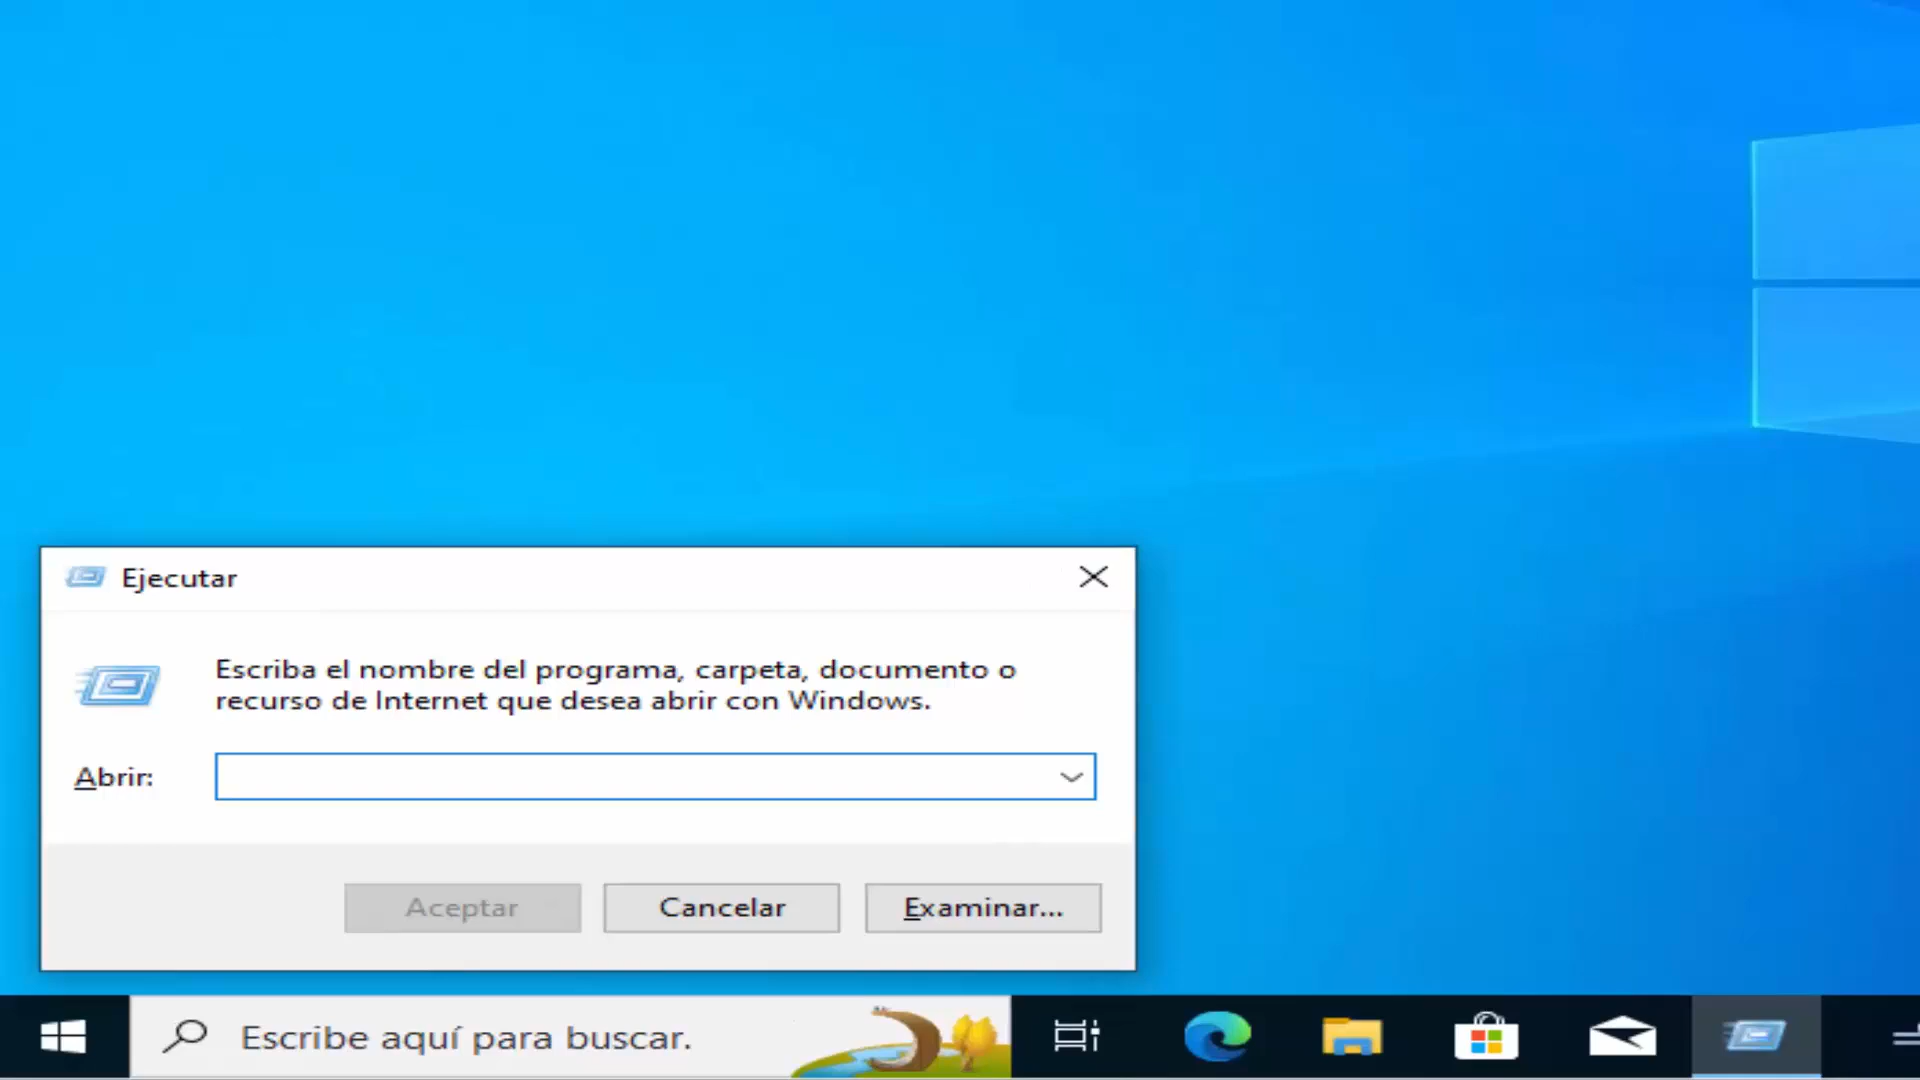 Ejecutar
Escriba el nombre del programa, carpeta, documento o
recurso de Internet que desea abrir con Windows.
Abrir:
Aceptar
Cancelar
Examinar...
Escribe aquí para buscar.